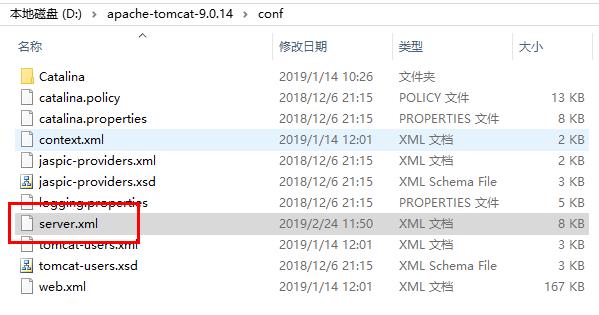 本地磁盘 (D:) › apache-tomcat-9.0.14 › conf
名称 修改日期 类型 大小
Catalina 2019/1/14 10:26 文件夹
catalina.policy 2018/12/6 21:15 POLICY 文件 13 KB
catalina.properties 2018/12/6 21:15 PROPERTIES 文件 8 KB
context.xml 2019/1/14 12:01 XML 文档 2 KB
jaspic-providers.xml 2018/12/6 21:15 XML 文档 2 KB
jaspic-providers.xsd 2018/12/6 21:15 XML Schema File 3 KB
logging.properties 2018/12/6 21:15 PROPERTIES 文件 5 KB
server.xml 2019/2/24 11:50 XML 文档 8 KB
tomcat-users.xml 2019/1/14 12:01 XML 文档 3 KB
tomcat-users.xsd 2018/12/6 21:15 XML Schema File 3 KB
web.xml 2019/1/14 12:01 XML 文档 167 KB